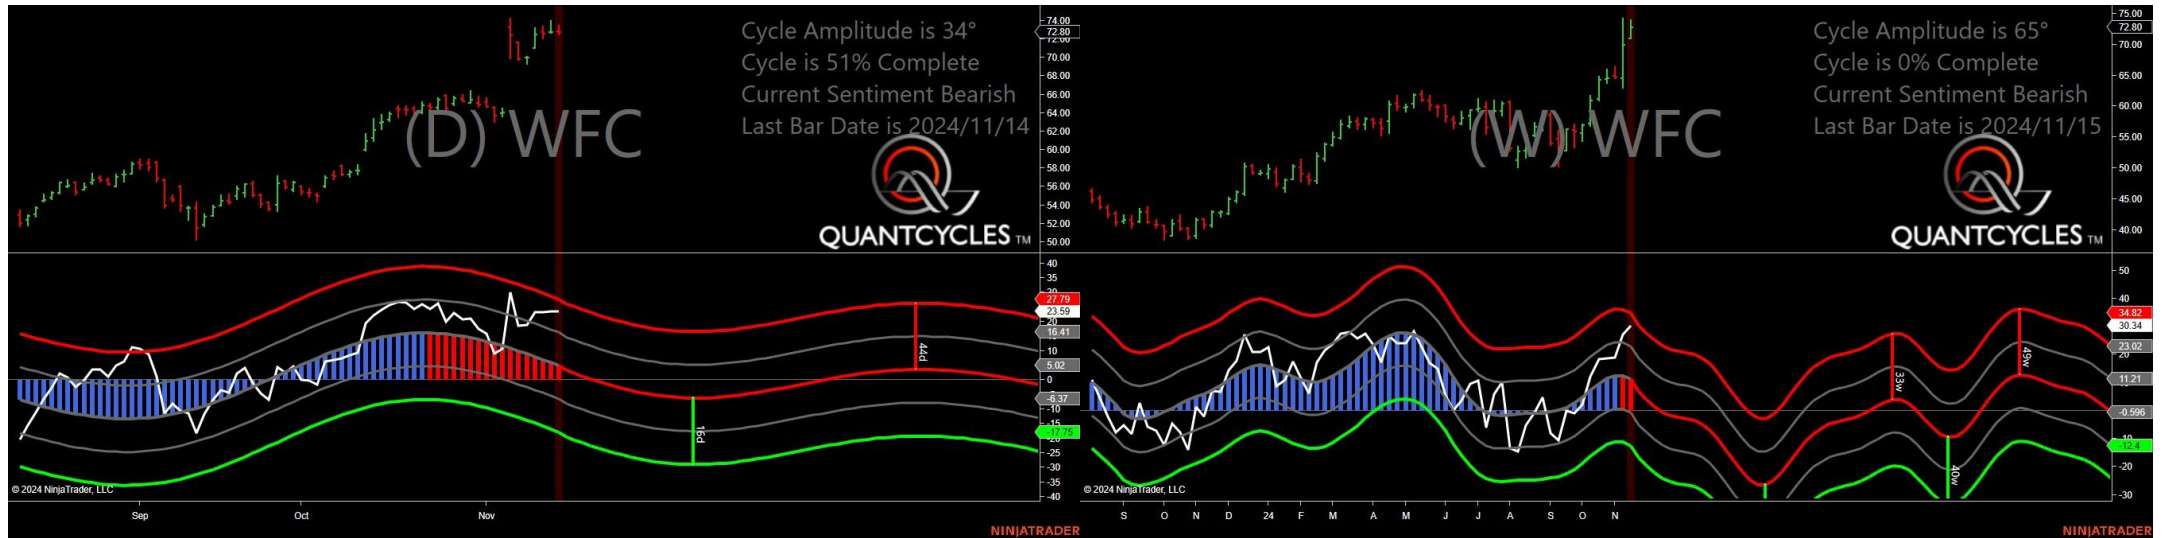 Cycle Amplitude is 34°
Cycle is 51% Complete
Current Sentiment Bearish
Last Bar Date is 2024/11/14
(D) WFC
QUANTCYCLES TM
74.00
72.80
72.00
70.00
68.00
66.00
64.00
62.00
60.00
58.00
56.00
54.00
52.00
50.00
40
35
30
27.79
23.59
20
16.41
10
5.02
0
-6.37
-10
-15
-17.75
-25
-30
-35
-40
44d
16d
© 2024 NinjaTrader, LLC
Sep Oct Nov
NINJATRADER
Cycle Amplitude is 65°
Cycle is 0% Complete
Current Sentiment Bearish
Last Bar Date is 2024/11/15
(W) WFC
QUANTCYCLES TM
75.00
72.80
70.00
65.00
60.00
55.00
50.00
45.00
40.00
50
40
34.82
30.34
23.02
20
11.21
-0.596
-10
-12.4
-20
-30
33w
49w
40w
© 2024 NinjaTrader, LLC
S O N D 24 F M A M J J A S O N
NINJATRADER